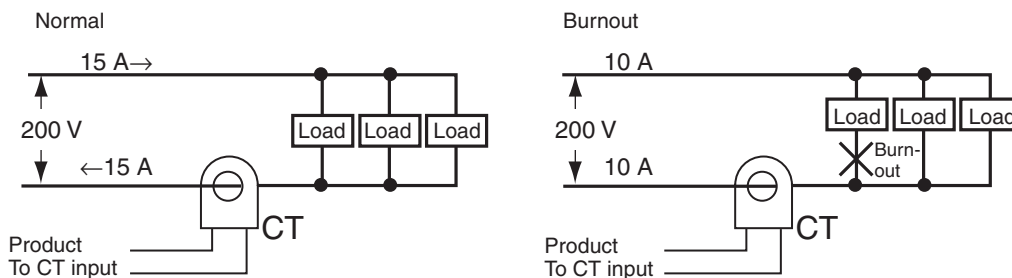 Normal
15 A→
200 V
Load Load Load
←15 A
CT
Product
To CT input
Burnout
10 A
200 V
Load Load Load
Burn-
out
10 A
CT
Product
To CT input